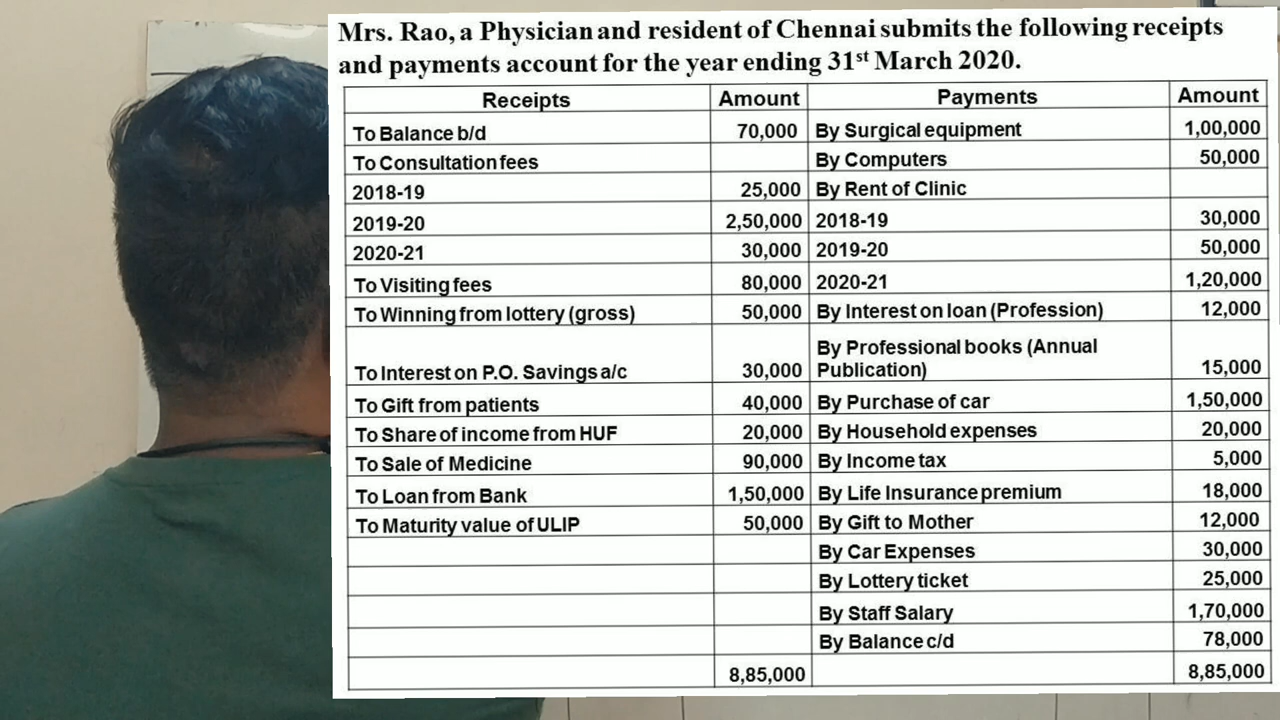 Mrs. Rao, a Physician and resident of Chennai submits the following receipts
and payments account for the year ending 31st March 2020.
Receipts Amount Payments Amount
To Balance b/d 70,000 By Surgical equipment 1,00,000
To Consultation fees By Computers 50,000
2018-19 25,000 By Rent of Clinic
2019-20 2,50,000 2018-19 30,000
2020-21 30,000 2019-20 50,000
To Visiting fees 80,000 2020-21 1,20,000
To Winning from lottery (gross) 50,000 By Interest on loan (Profession) 12,000
By Professional books (Annual
To Interest on P.O. Savings a/c 30,000 Publication) 15,000
To Gift from patients 40,000 By Purchase of car 1,50,000
To Share of income from HUF 20,000 By Household expenses 20,000
To Sale of Medicine 90,000 By Income tax 5,000
To Loan from Bank 1,50,000 By Life Insurance premium 18,000
To Maturity value of ULIP 50,000 By Gift to Mother 12,000
By Car Expenses 30,000
By Lottery ticket 25,000
By Staff Salary 1,70,000
By Balance c/d 78,000
8,85,000 8,85,000